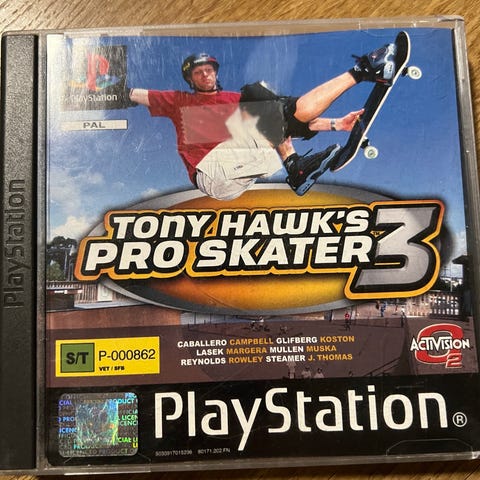 PlayStation
PlayStation
PAL
TONY HAWK'S
PRO SKATER 3
CABALLERO CAMPBELL GLIFBERG KOSTON
LASEK MARGERA MULLEN MUSKA
REYNOLDS ROWLEY STEAMER J. THOMAS
S/T P-000862
VET / SFB
ACTIVISION
O2
PlayStation®